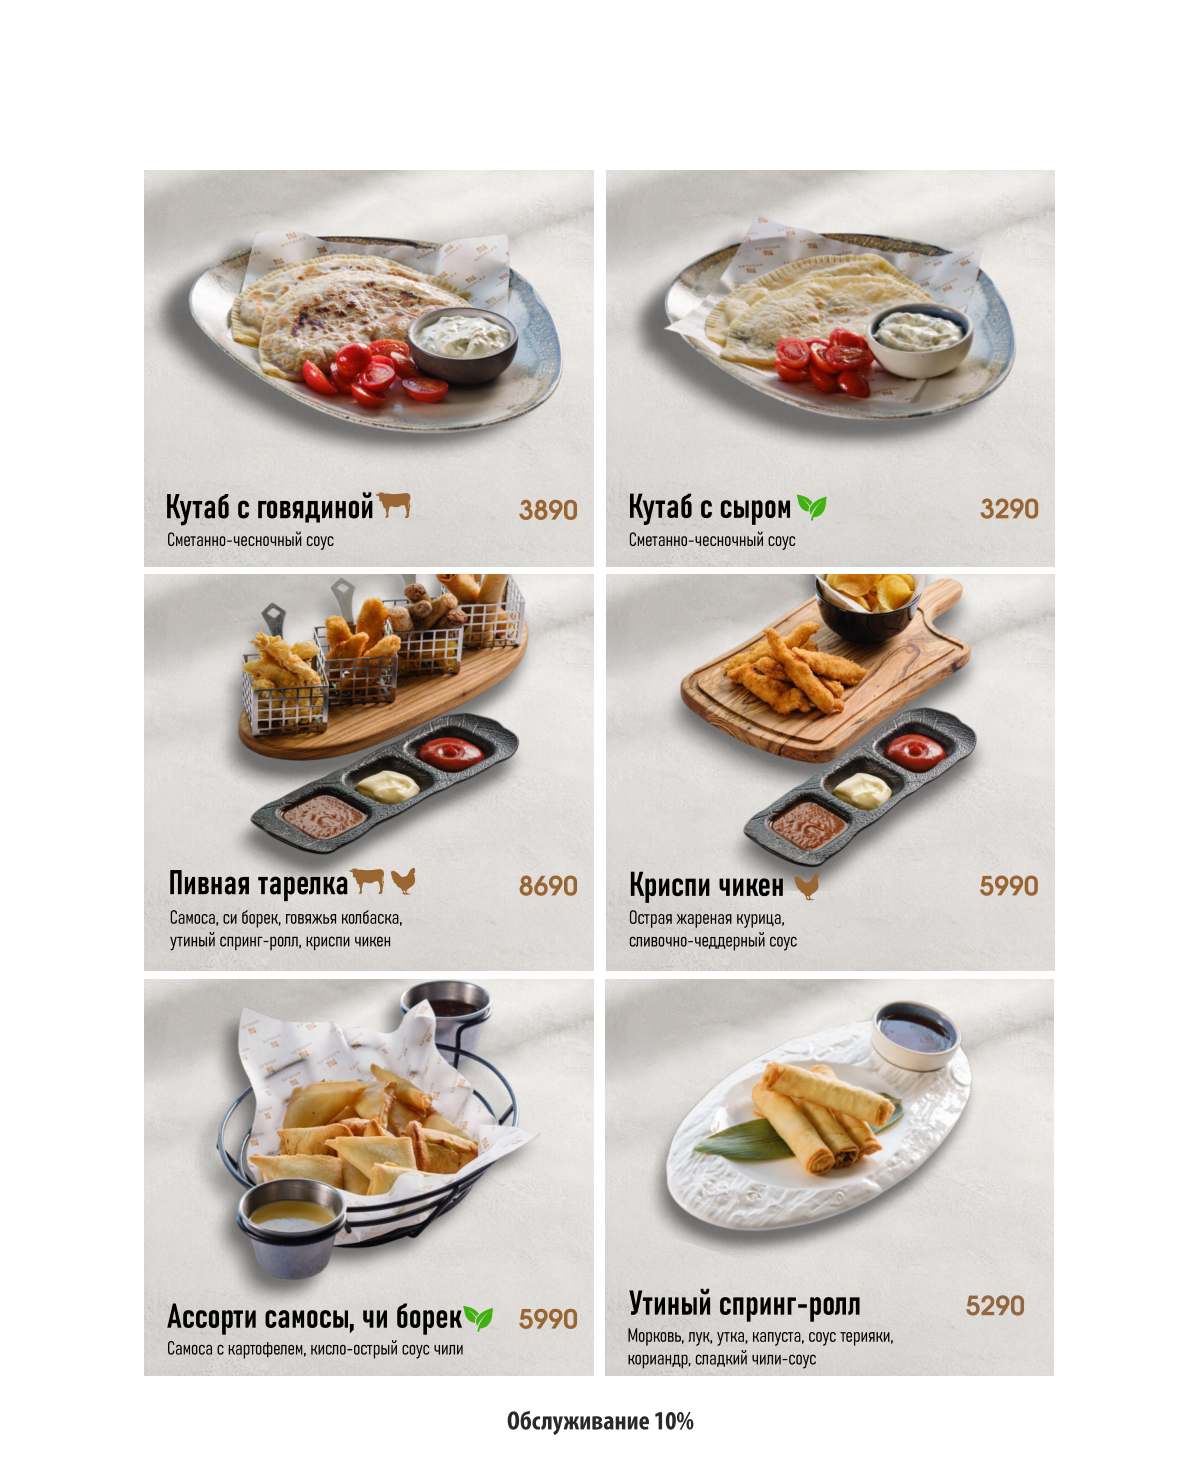 Кутаб с говядиной 3890
Сметанно-чесночный соус
Кутаб с сыром 3290
Сметанно-чесночный соус
Пивная тарелка 8690
Самоса, си борек, говяжья колбаска,
утиный спринг-ролл, криспи чикен
Криспи чикен 5990
Острая жареная курица,
сливочно-чеддерный соус
Ассорти самосы, чи борек 5990
Самоса с картофелем, кисло-острый соус чили
Утиный спринг-ролл 5290
Морковь, лук, утка, капуста, соус терияки,
кориандр, сладкий чили-соус
Обслуживание 10%